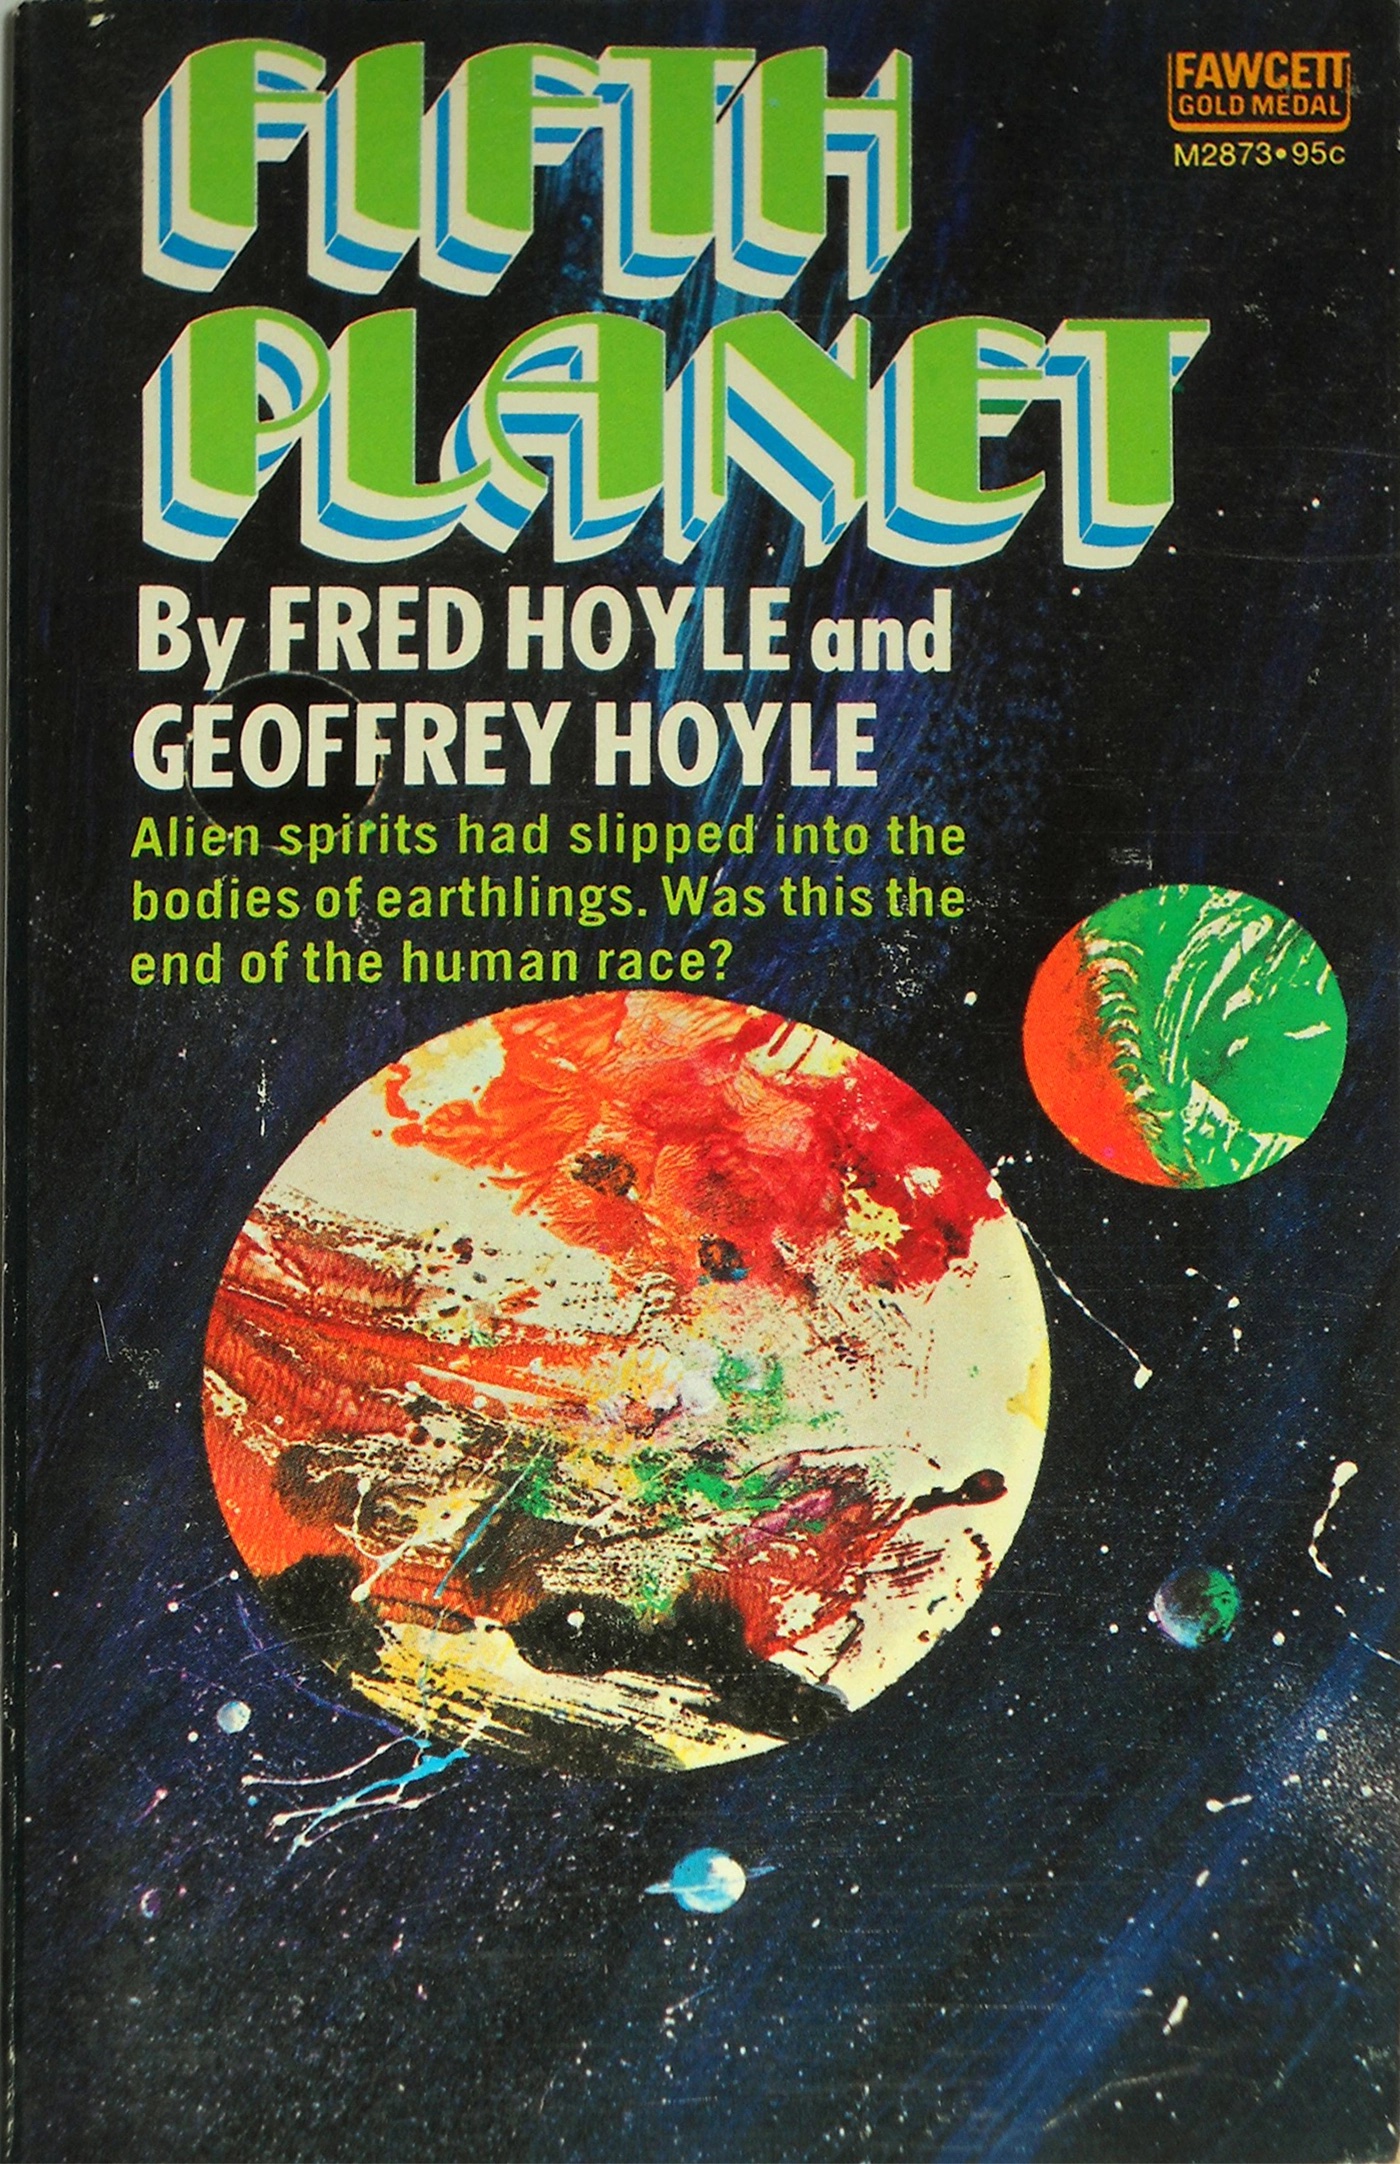 FIFTH
PLANET
FAWCETT
GOLD MEDAL
M2873•95c
By FRED HOYLE and
GEOFFREY HOYLE
Alien spirits had slipped into the
bodies of earthlings. Was this the
end of the human race?